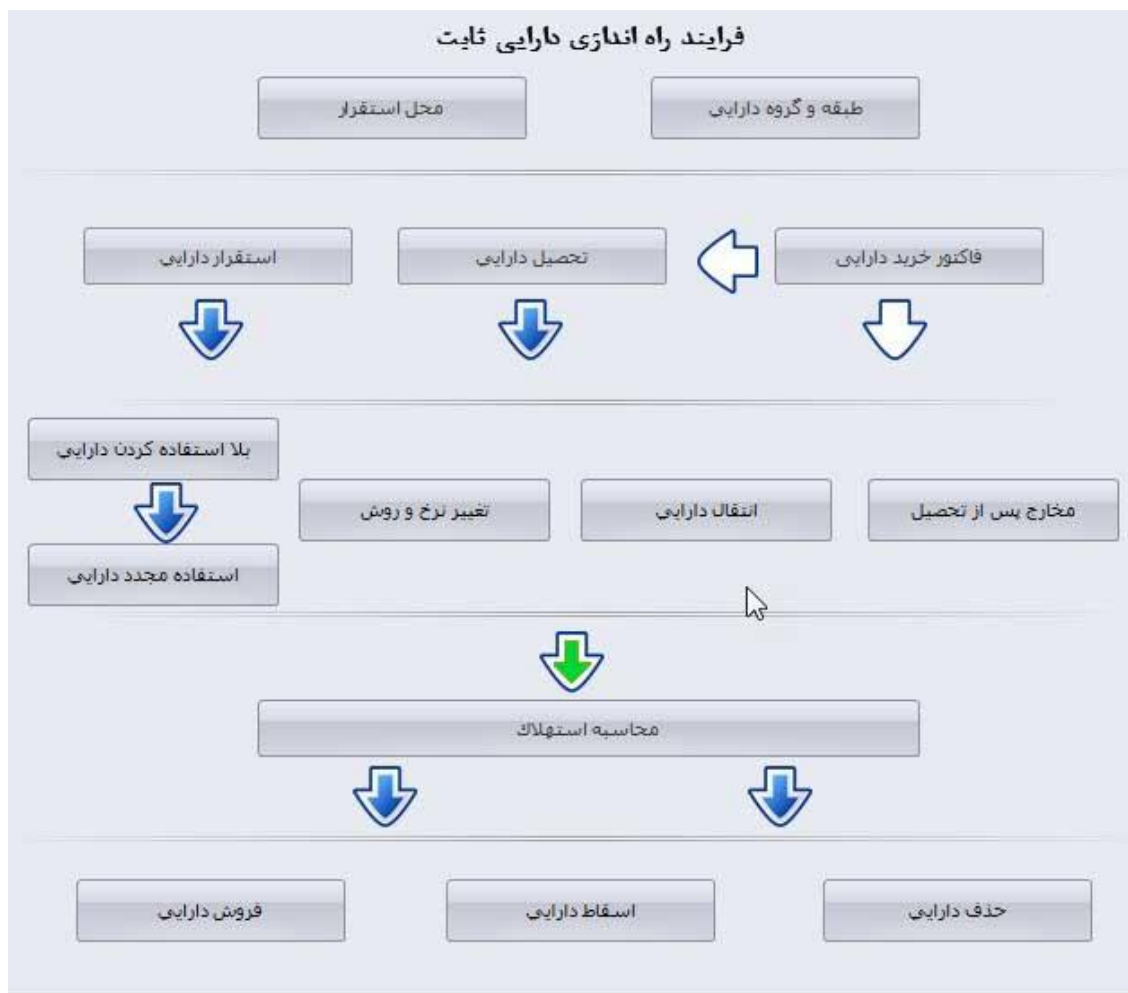 فرایند راه اندازی دارایی ثابت
طبقه و گروه دارایی
محل استقرار
فاکتور خرید دارایی
تحصیل دارایی
استقرار دارایی
بلا استفاده کردن دارایی
مخارج پس از تحصیل
انتقال دارایی
تغییر نرخ و روش
استفاده مجدد دارایی
محاسبه استهلاك
حذف دارایی
اسقاط دارایی
فروش دارایی